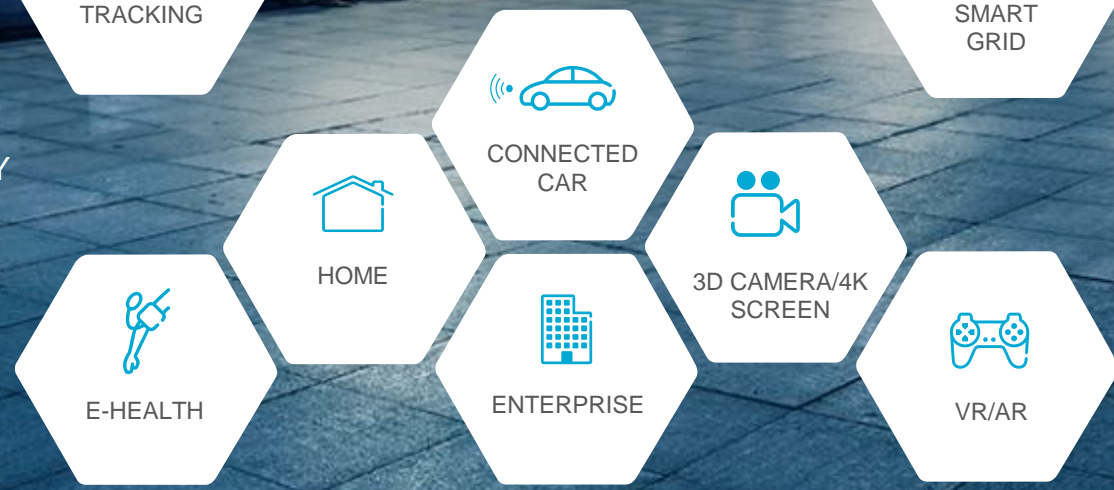 TRACKING
SMART
GRID
CONNECTED
CAR
Y
HOME
3D CAMERA/4K
SCREEN
E-HEALTH
ENTERPRISE
VR/AR